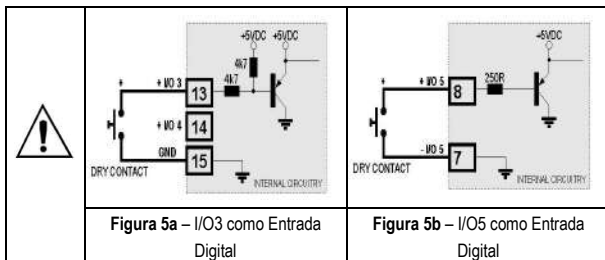 +5VDC +5VDC
4k7
4k7
+ + I/O 3 13
+ I/O 4 14
GND 15
DRY CONTACT
INTERNAL CIRCUITRY
Figura 5a – I/O3 como Entrada
Digital
+5VDC
250R
+ + I/O 5 8
- - I/O 5 7
DRY CONTACT
INTERNAL CIRCUITRY
Figura 5b – I/O5 como Entrada
Digital